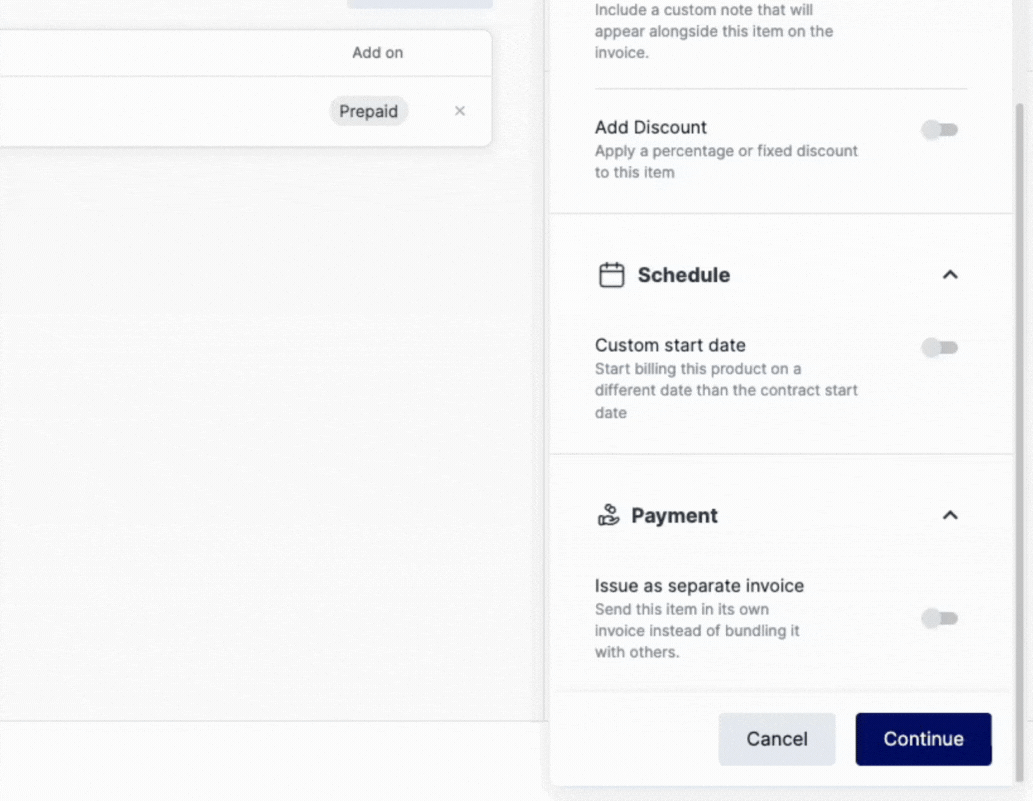 Add on
Prepaid
Include a custom note that will
appear alongside this item on the
invoice.
Add Discount
Apply a percentage or fixed discount
to this item
Schedule
Custom start date
Start billing this product on a
different date than the contract start
date
Payment
Issue as separate invoice
Send this item in its own
invoice instead of bundling it
with others.
Cancel
Continue